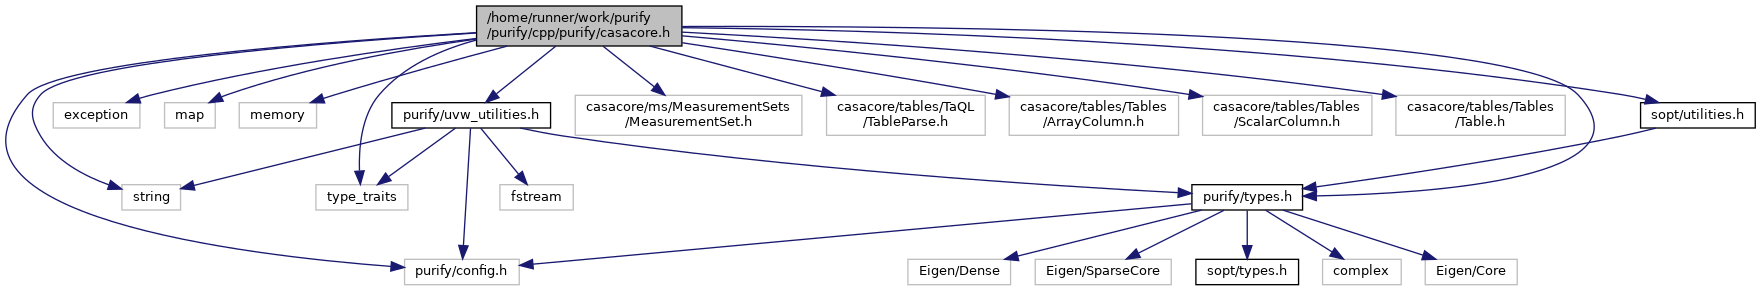 /home/runner/work/purify
/purify/cpp/purify/casacore.h
exception
map
memory
purify/uvw_utilities.h
casacore/ms/MeasurementSets
/MeasurementSet.h
casacore/tables/TaQL
/TableParse.h
casacore/tables/Tables
/ArrayColumn.h
casacore/tables/Tables
/ScalarColumn.h
casacore/tables/Tables
/Table.h
sopt/utilities.h
string
type_traits
fstream
purify/types.h
purify/config.h
Eigen/Dense
Eigen/SparseCore
sopt/types.h
complex
Eigen/Core